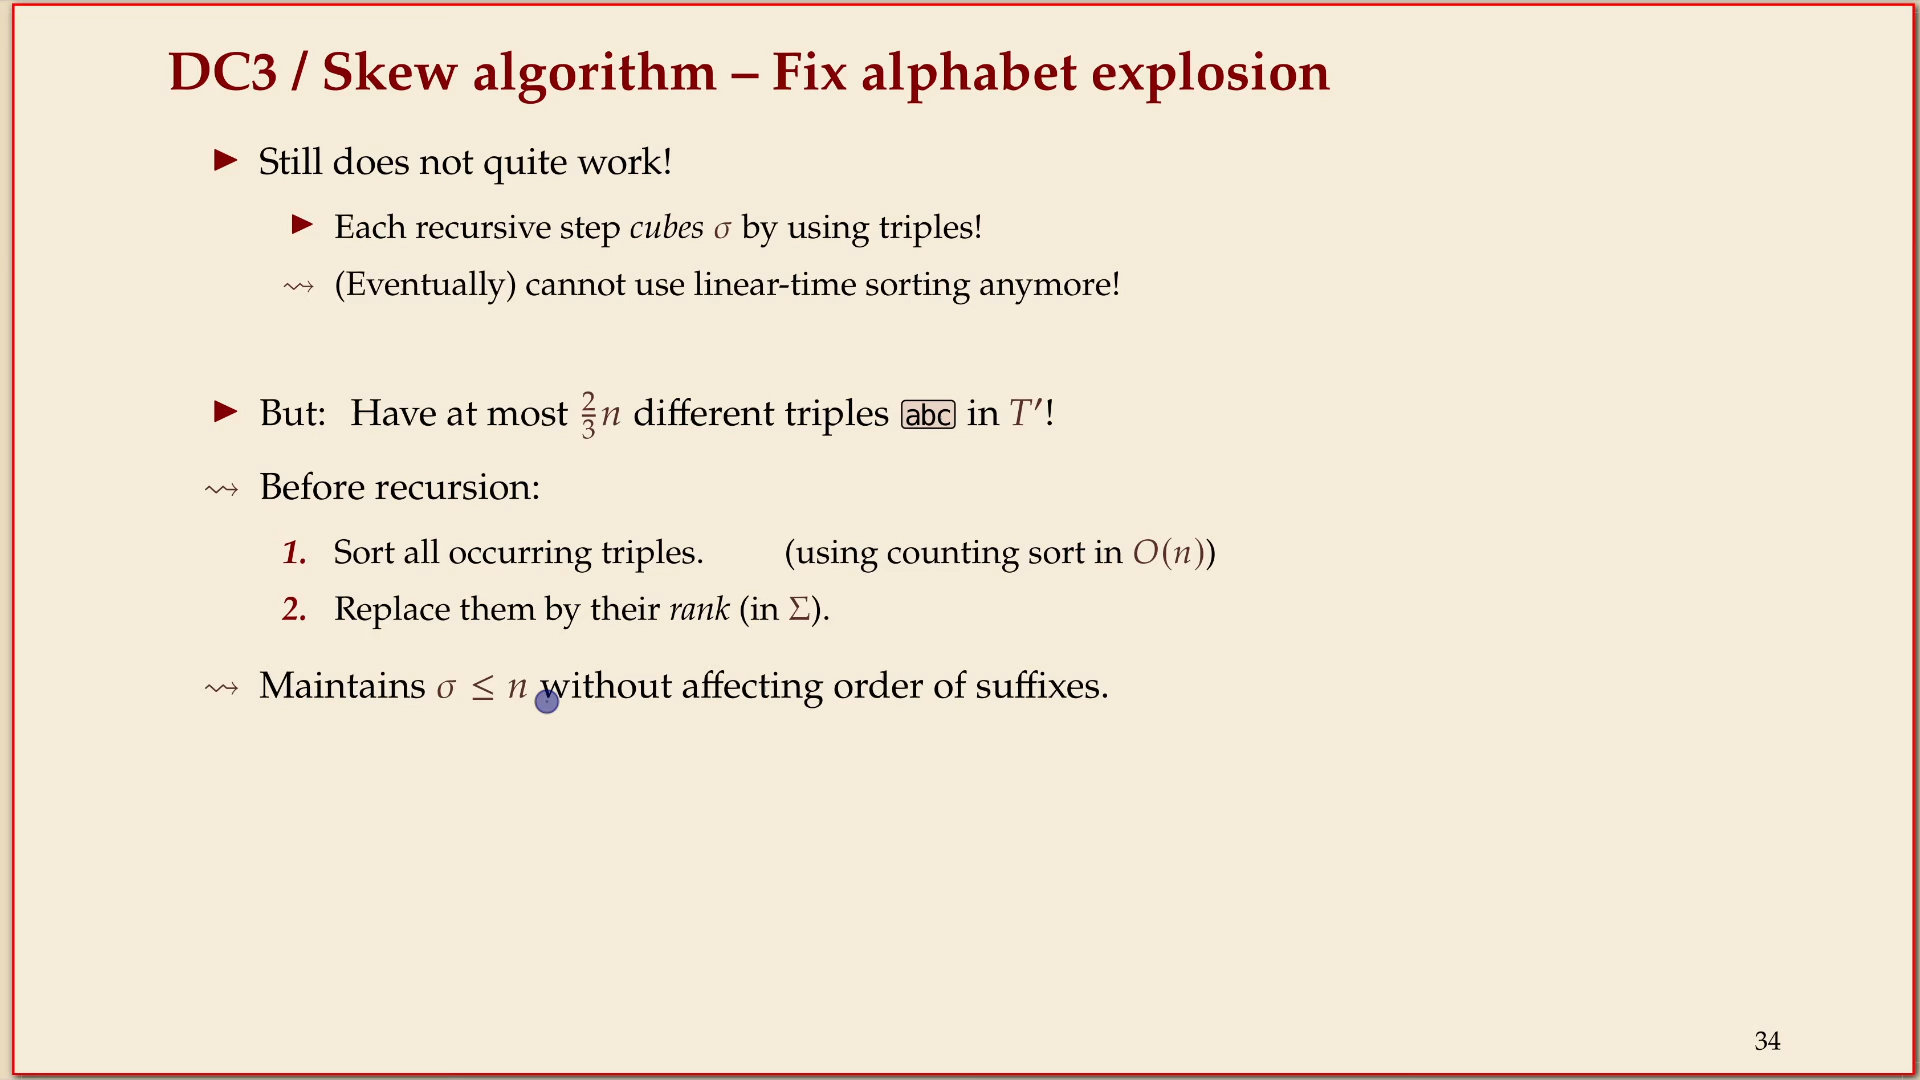 DC3 / Skew algorithm – Fix alphabet explosion
▶ Still does not quite work!
▶ Each recursive step cubes σ by using triples!
⇝ (Eventually) cannot use linear-time sorting anymore!
▶ But: Have at most 2/3 n different triples abc in T′!
⇝ Before recursion:
1. Sort all occurring triples. (using counting sort in O(n))
2. Replace them by their rank (in Σ).
⇝ Maintains σ ≤ n without affecting order of suffixes.
34